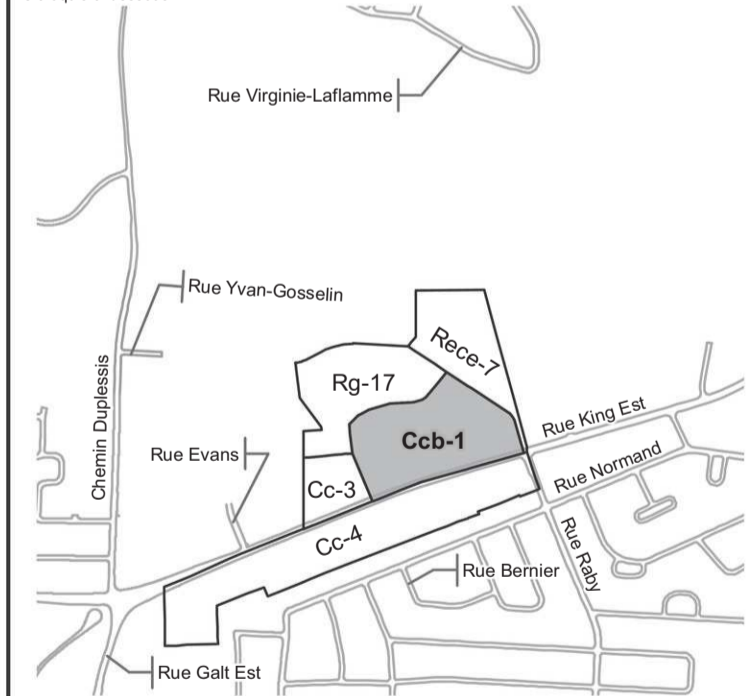 Rue Virginie-Laflamme
Rue Yvan-Gosselin
Rece-7
Rg-17
Chemin Duplessis
Rue King Est
Ccb-1
Rue Evans
Rue Normand
Cc-3
Cc-4
Rue Raby
Rue Bernier
Rue Galt Est